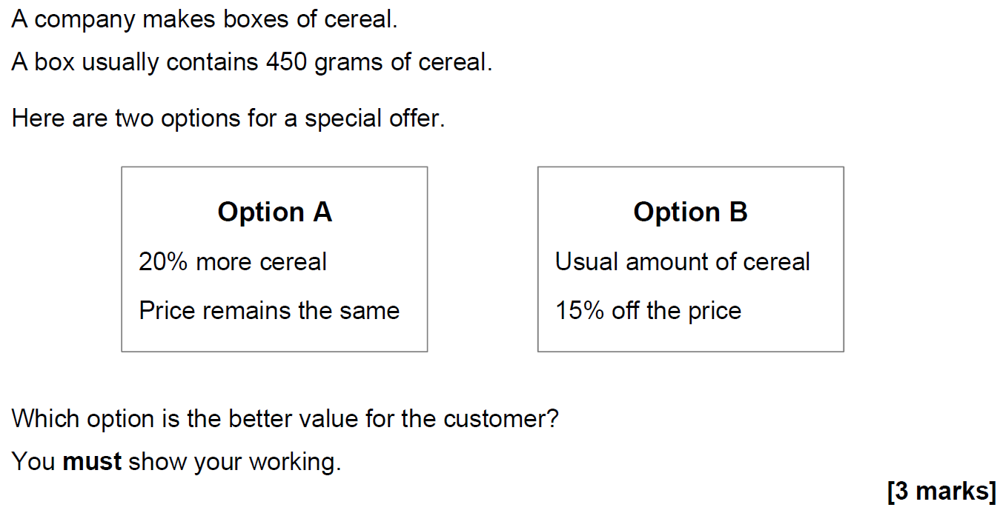 A company makes boxes of cereal.
A box usually contains 450 grams of cereal.
Here are two options for a special offer.
Option A
20% more cereal
Price remains the same
Option B
Usual amount of cereal
15% off the price
Which option is the better value for the customer?
You must show your working.
[3 marks]